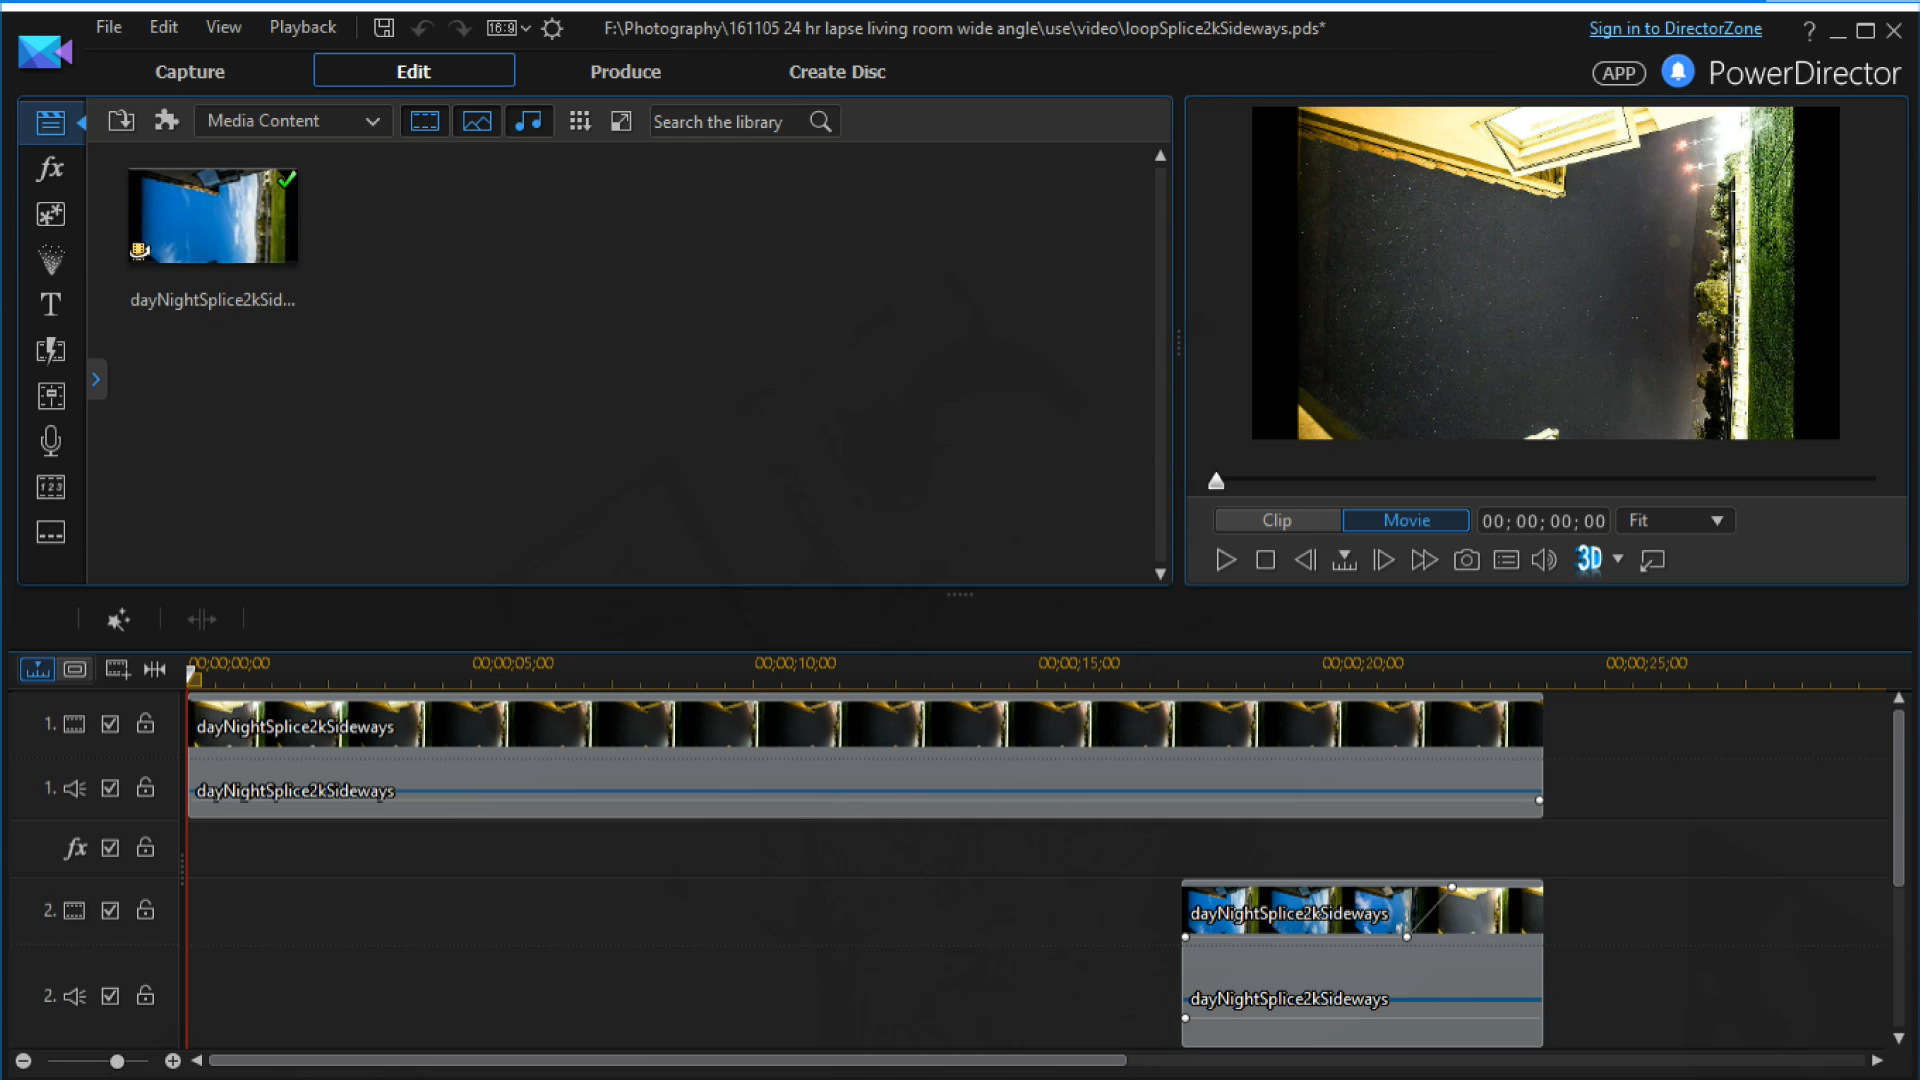 File Edit View Playback 16:9 F:\Photography\161105 24 hr lapse living room wide angle\use\video\loopSplice2kSideways.pds* Sign in to DirectorZone ?
Capture Edit Produce Create Disc APP PowerDirector
Media Content Search the library
fx
dayNightSplice2kSid...
T
123
Clip Movie 00;00;00;00 Fit
3D
00;00;00;00 00;00;05;00 00;00;10;00 00;00;15;00 00;00;20;00 00;00;25;00
1. dayNightSplice2kSideways
1. dayNightSplice2kSideways
fx
2. dayNightSplice2kSideways
2. dayNightSplice2kSideways